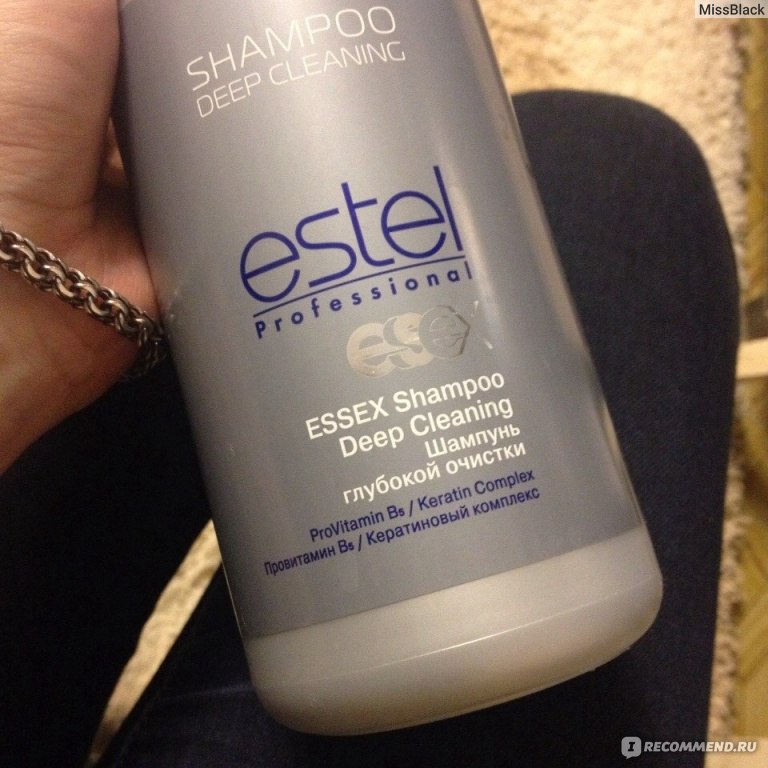 MissBlack
SHAMPOO
DEEP CLEANING
estel
Professional
esex
ESSEX Shampoo
Deep Cleaning
Шампунь
глубокой очистки
ProVitamin B5 / Keratin Complex
Провитамин B5 / Кератиновый комплекс
I RECOMMEND.RU